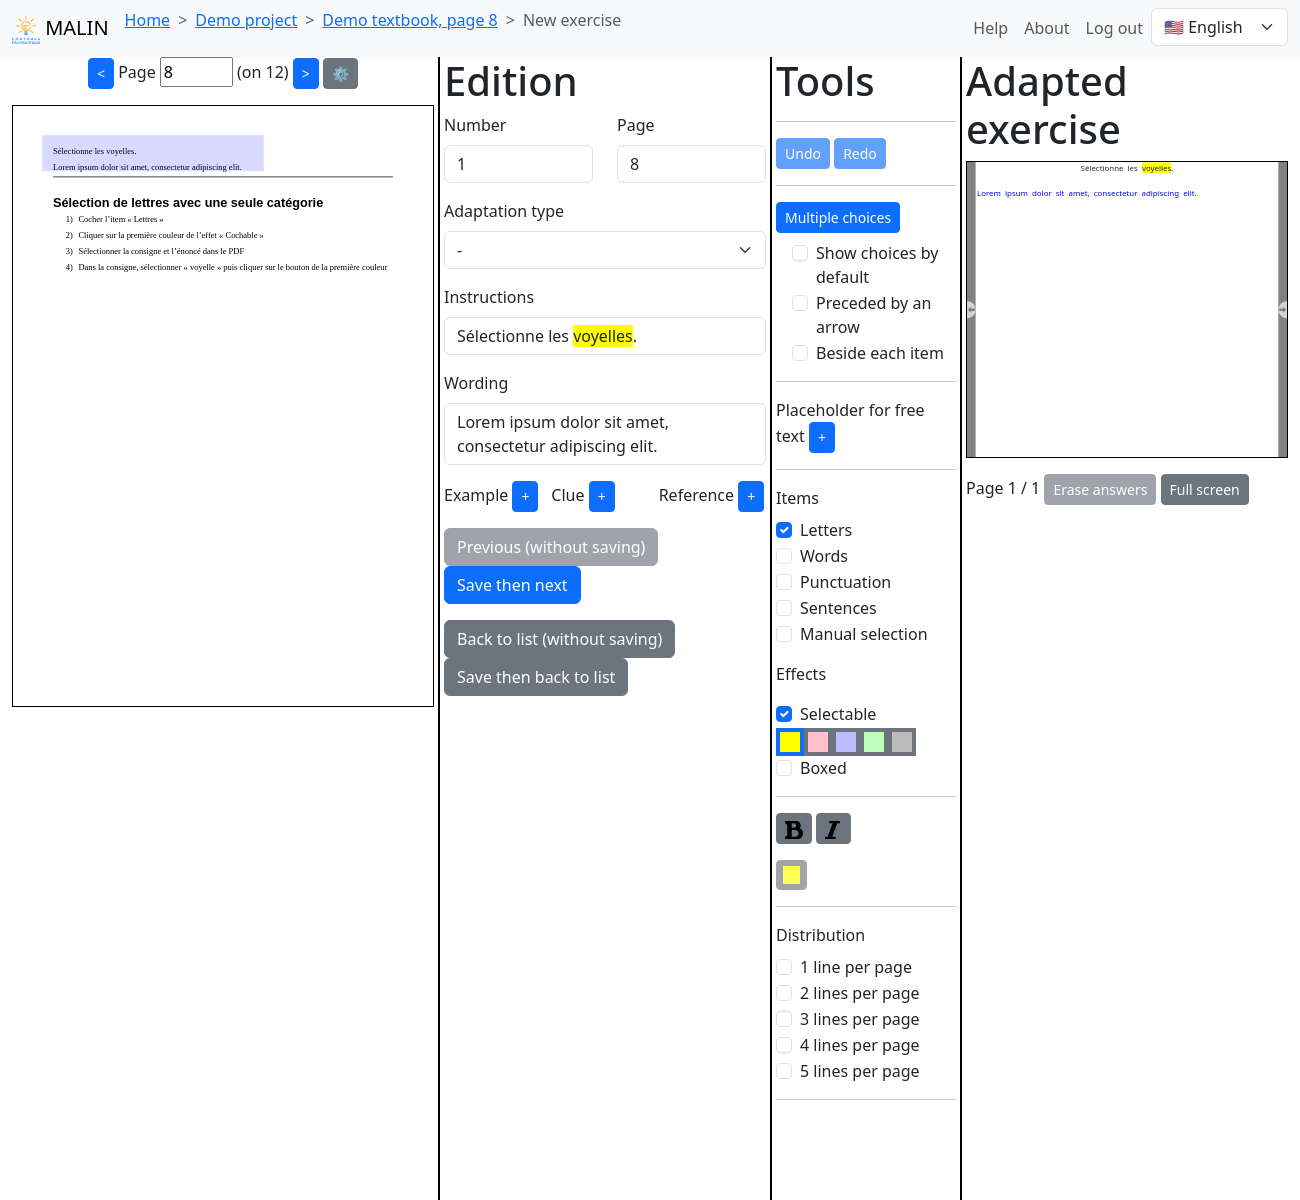 MALIN
Home > Demo project > Demo textbook, page 8 > New exercise
Help About Log out 🇺🇸 English
< Page 8 (on 12) > ⚙️
Sélectionne les voyelles.
Lorem ipsum dolor sit amet, consectetur adipiscing elit.
Sélection de lettres avec une seule catégorie
1) Cocher l'item « Lettres »
2) Cliquer sur la première couleur de l'effet « Cochable »
3) Sélectionner la consigne et l'énoncé dans le PDF
4) Dans la consigne, sélectionner « voyelle » puis cliquer sur le bouton de la première couleur
Edition
Number Page
1 8
Adaptation type
-
Instructions
Sélectionne les voyelles.
Wording
Lorem ipsum dolor sit amet,
consectetur adipiscing elit.
Example + Clue + Reference +
Previous (without saving)
Save then next
Back to list (without saving)
Save then back to list
Tools
Undo Redo
Multiple choices
Show choices by
default
Preceded by an
arrow
Beside each item
Placeholder for free
text +
Items
Letters
Words
Punctuation
Sentences
Manual selection
Effects
Selectable
Boxed
B I
Distribution
1 line per page
2 lines per page
3 lines per page
4 lines per page
5 lines per page
Adapted
exercise
Sélectionne les voyelles.
Lorem ipsum dolor sit amet, consectetur adipiscing elit.
Page 1 / 1 Erase answers Full screen